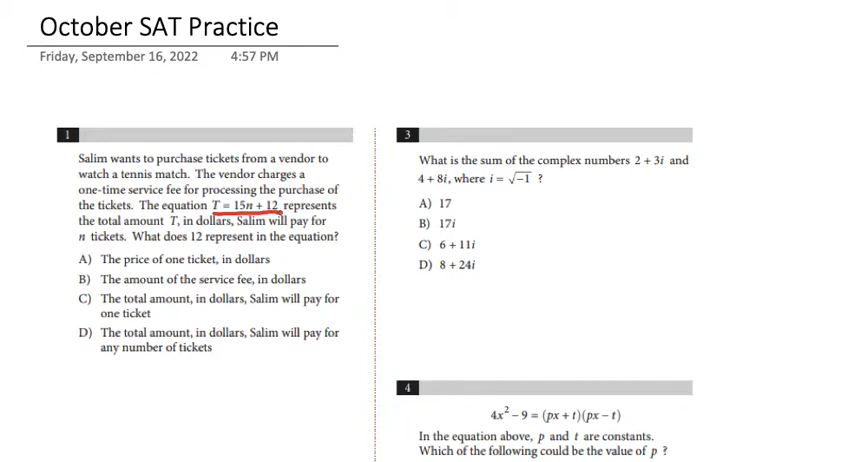 October SAT Practice
Friday, September 16, 2022 4:57 PM
1
Salim wants to purchase tickets from a vendor to
watch a tennis match. The vendor charges a
one-time service fee for processing the purchase of
the tickets. The equation T = 15n + 12 represents
the total amount T, in dollars, Salim will pay for
n tickets. What does 12 represent in the equation?
A) The price of one ticket, in dollars
B) The amount of the service fee, in dollars
C) The total amount, in dollars, Salim will pay for
one ticket
D) The total amount, in dollars, Salim will pay for
any number of tickets
3
What is the sum of the complex numbers 2 + 3i and
4 + 8i, where i = √−1 ?
A) 17
B) 17i
C) 6 + 11i
D) 8 + 24i
4
4x² − 9 = (px + t)(px − t)
In the equation above, p and t are constants.
Which of the following could be the value of p ?